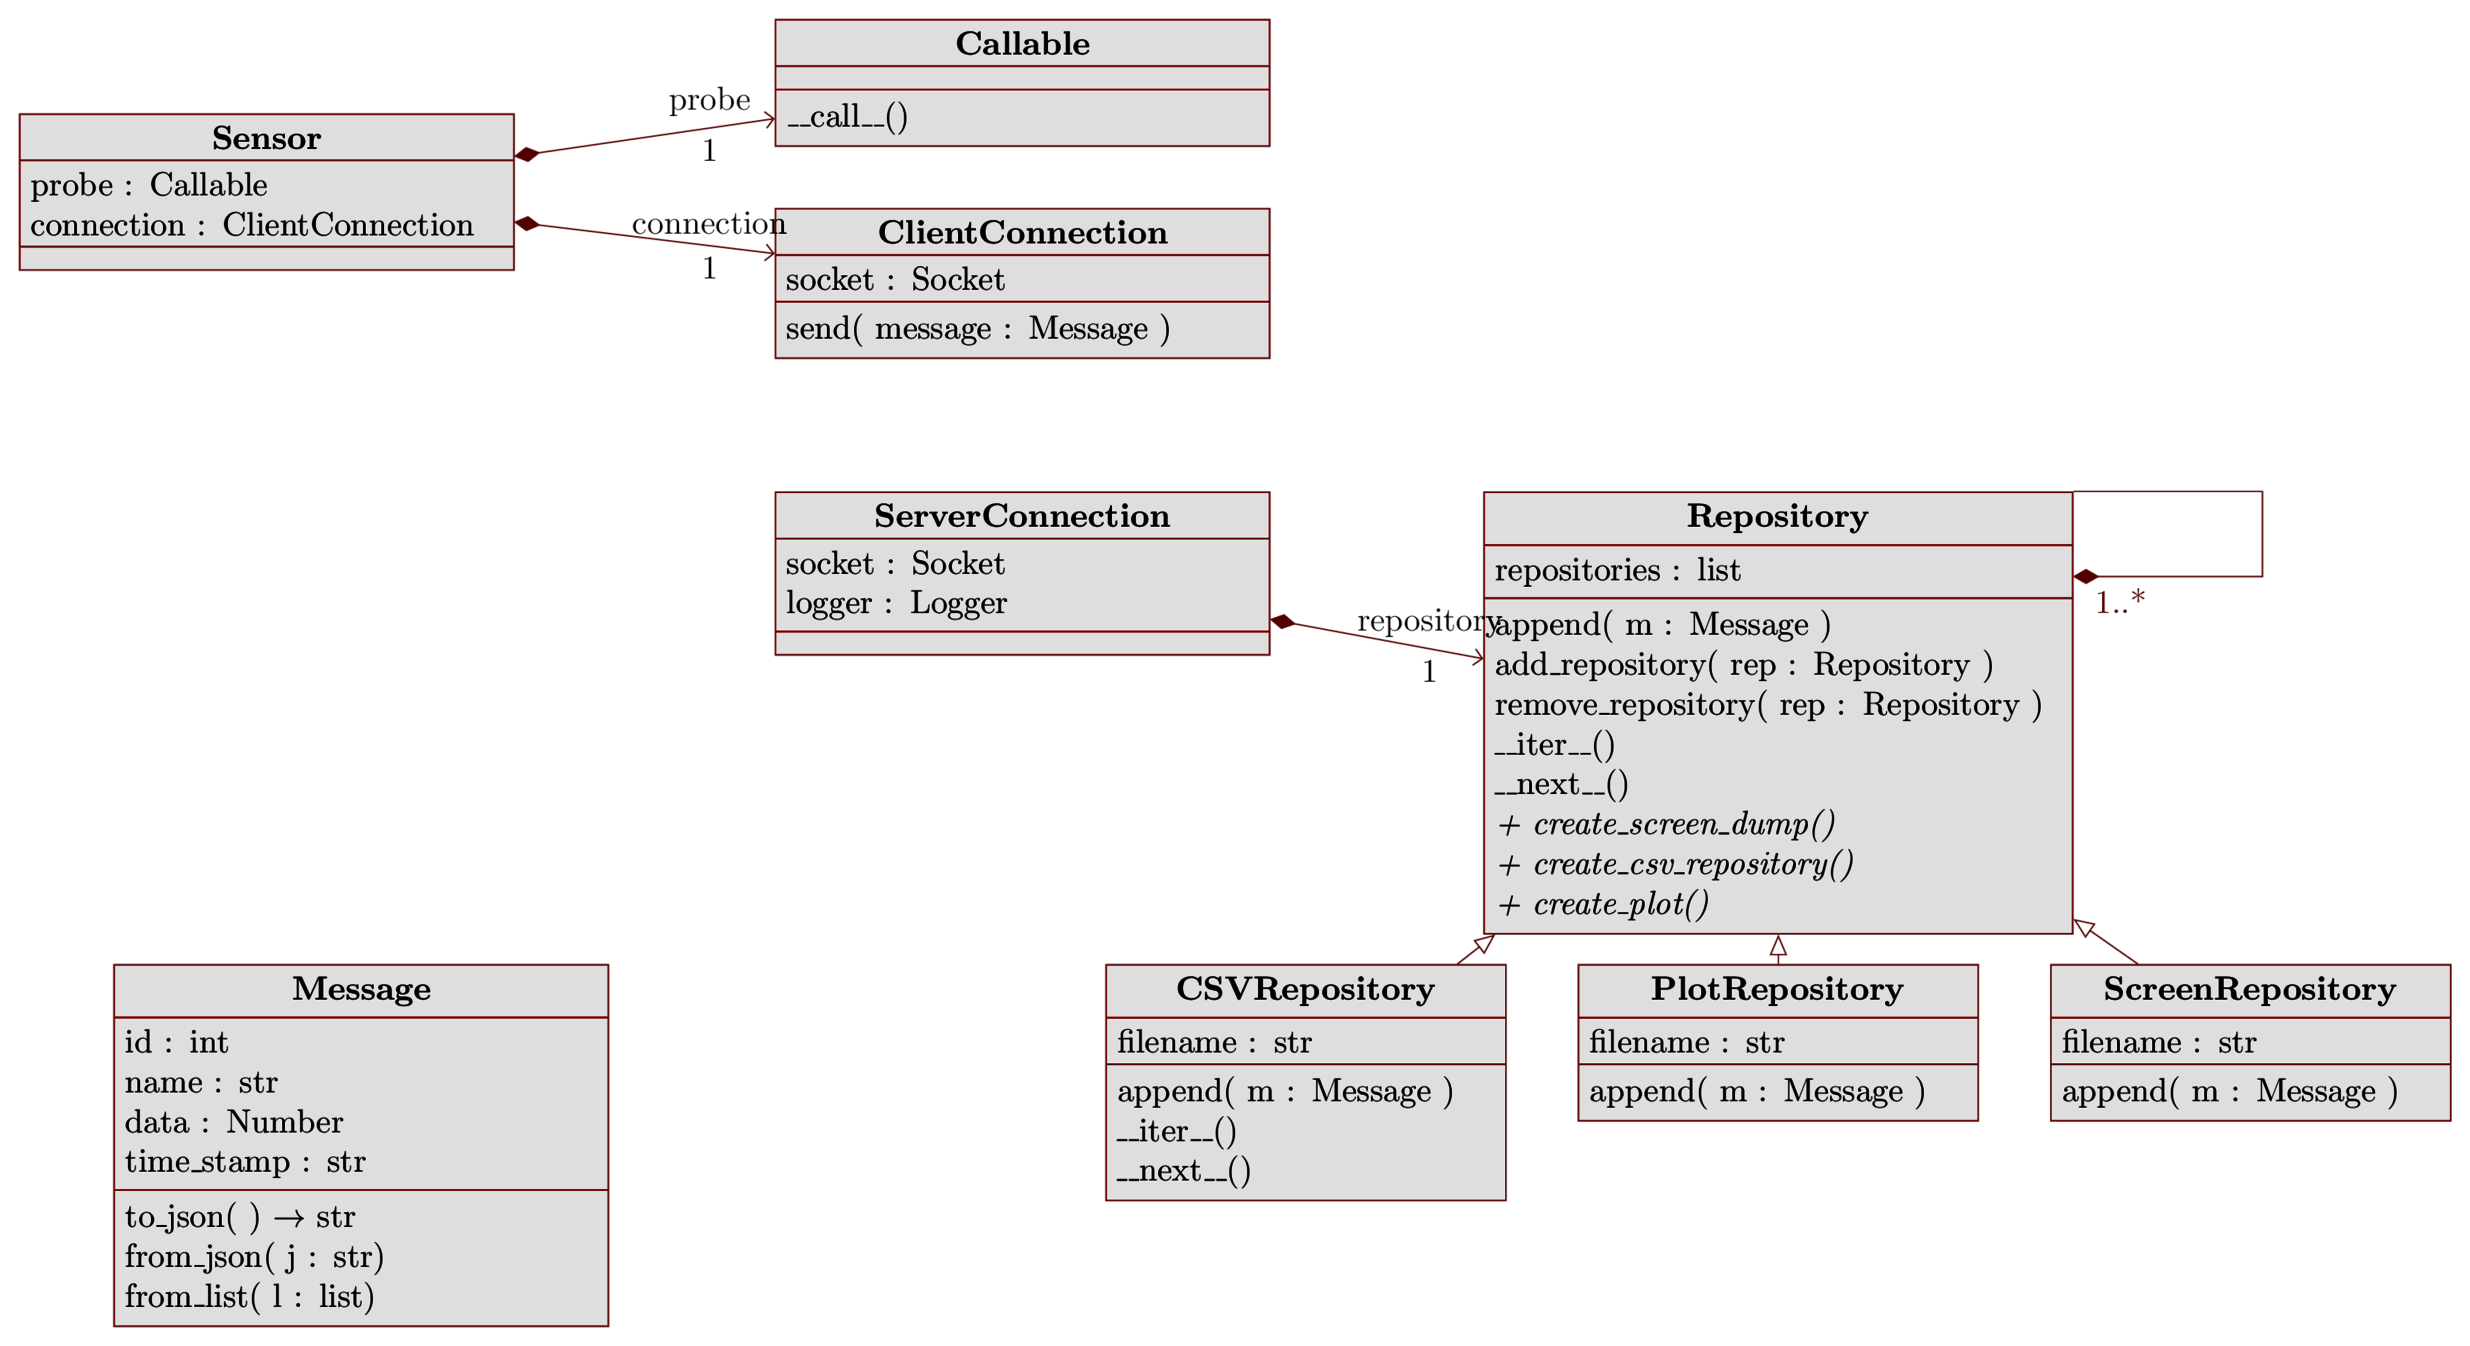 Callable
__call__()
probe
1
Sensor
probe : Callable
connection : ClientConnection
connection
1
ClientConnection
socket : Socket
send( message : Message )
ServerConnection
socket : Socket
logger : Logger
repository
1
Repository
repositories : list
append( m : Message )
add_repository( rep : Repository )
remove_repository( rep : Repository )
__iter__()
__next__()
+ create_screen_dump()
+ create_csv_repository()
+ create_plot()
1..*
Message
id : int
name : str
data : Number
time_stamp : str
to_json( ) → str
from_json( j : str)
from_list( l : list)
CSVRepository
filename : str
append( m : Message )
__iter__()
__next__()
PlotRepository
filename : str
append( m : Message )
ScreenRepository
filename : str
append( m : Message )